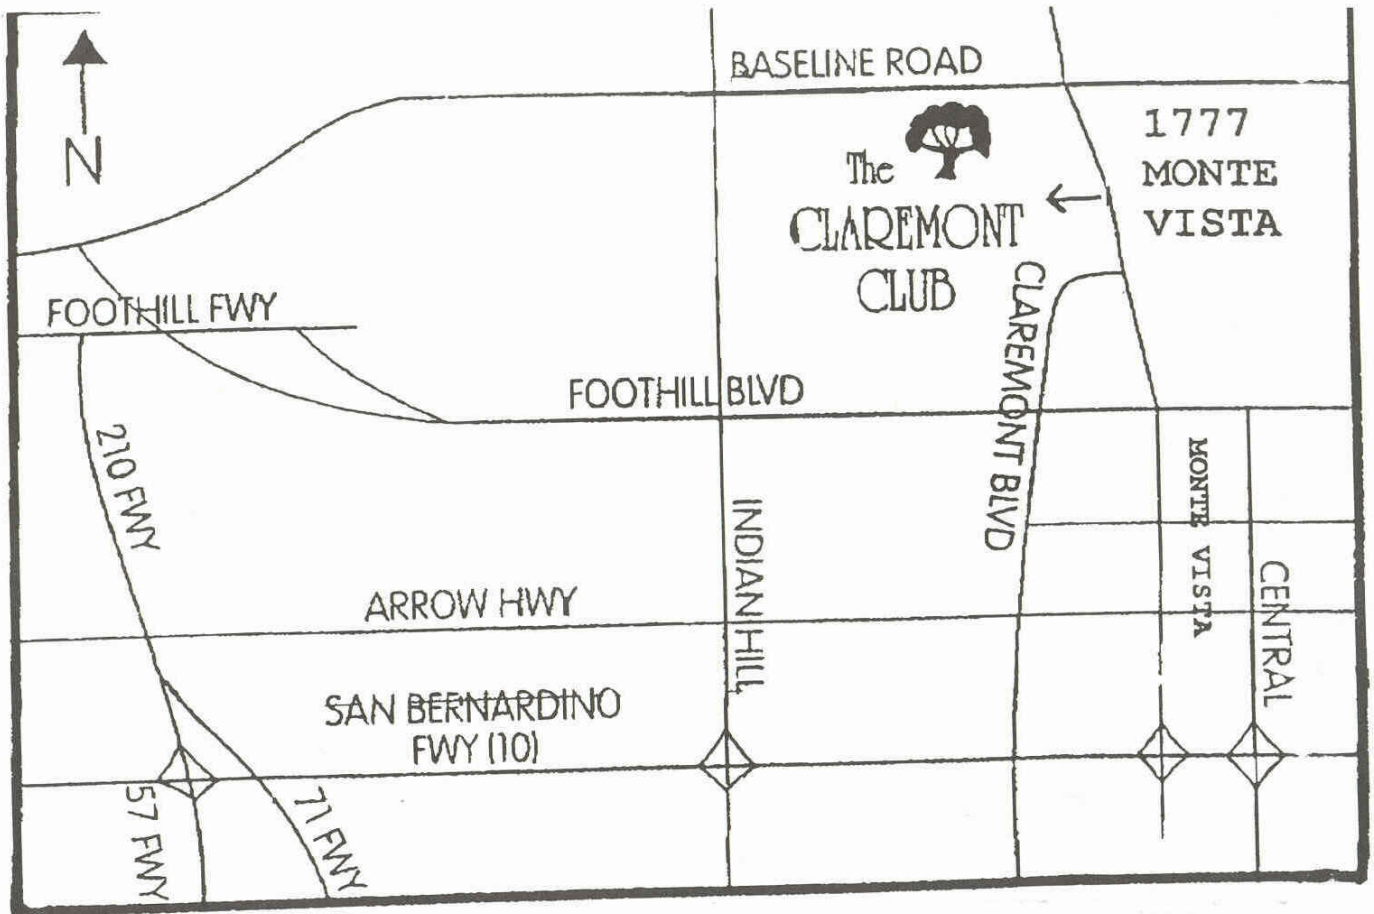 N
BASELINE ROAD
The
CLAREMONT
CLUB
1777
MONTE
VISTA
FOOTHILL FWY
FOOTHILL BLVD
CLAREMONT BLVD
210 FWY
INDIAN HILL
MONTE VISTA
CENTRAL
ARROW HWY
SAN BERNARDINO
FWY (10)
57 FWY
71 FWY